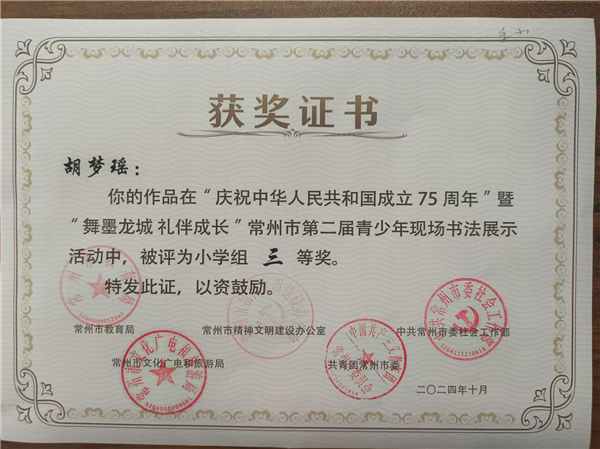 获奖证书
胡梦瑶：
你的作品在“庆祝中华人民共和国成立 75 周年”暨
“舞墨龙城 礼伴成长”常州市第二届青少年现场书法展示
活动中，被评为小学组 三 等奖。
特发此证，以资鼓励。
常州市教育局 常州市精神文明建设办公室 中共常州市委社会工作部
常州市文化广电和旅游局 共青团常州市委
二〇二四年十月